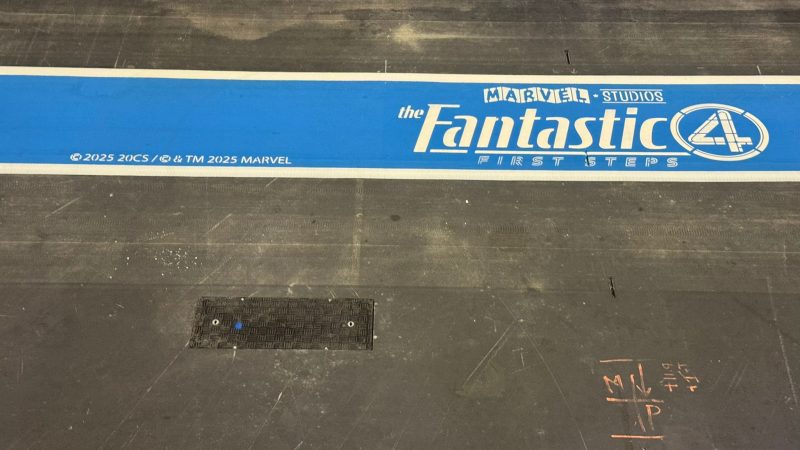 MARVEL STUDIOS
the Fantastic 4
FIRST STEPS
© 2025 20CS / © & TM 2025 MARVEL